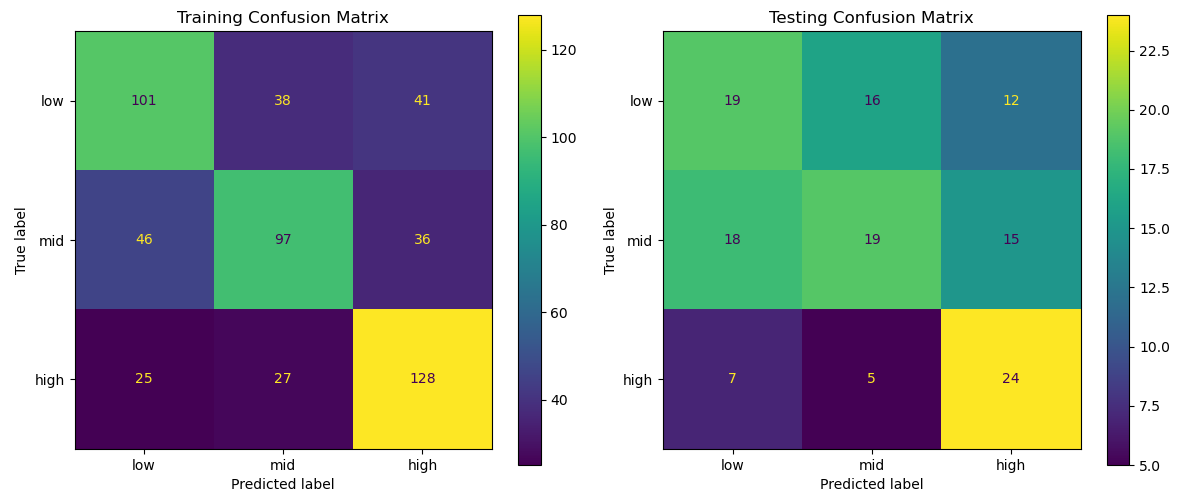 Training Confusion Matrix
low 101 38 41
mid 46 97 36
high 25 27 128
low mid high
Predicted label
True label
120
100
80
60
40
Testing Confusion Matrix
low 19 16 12
mid 18 19 15
high 7 5 24
low mid high
Predicted label
True label
22.5
20.0
17.5
15.0
12.5
10.0
7.5
5.0